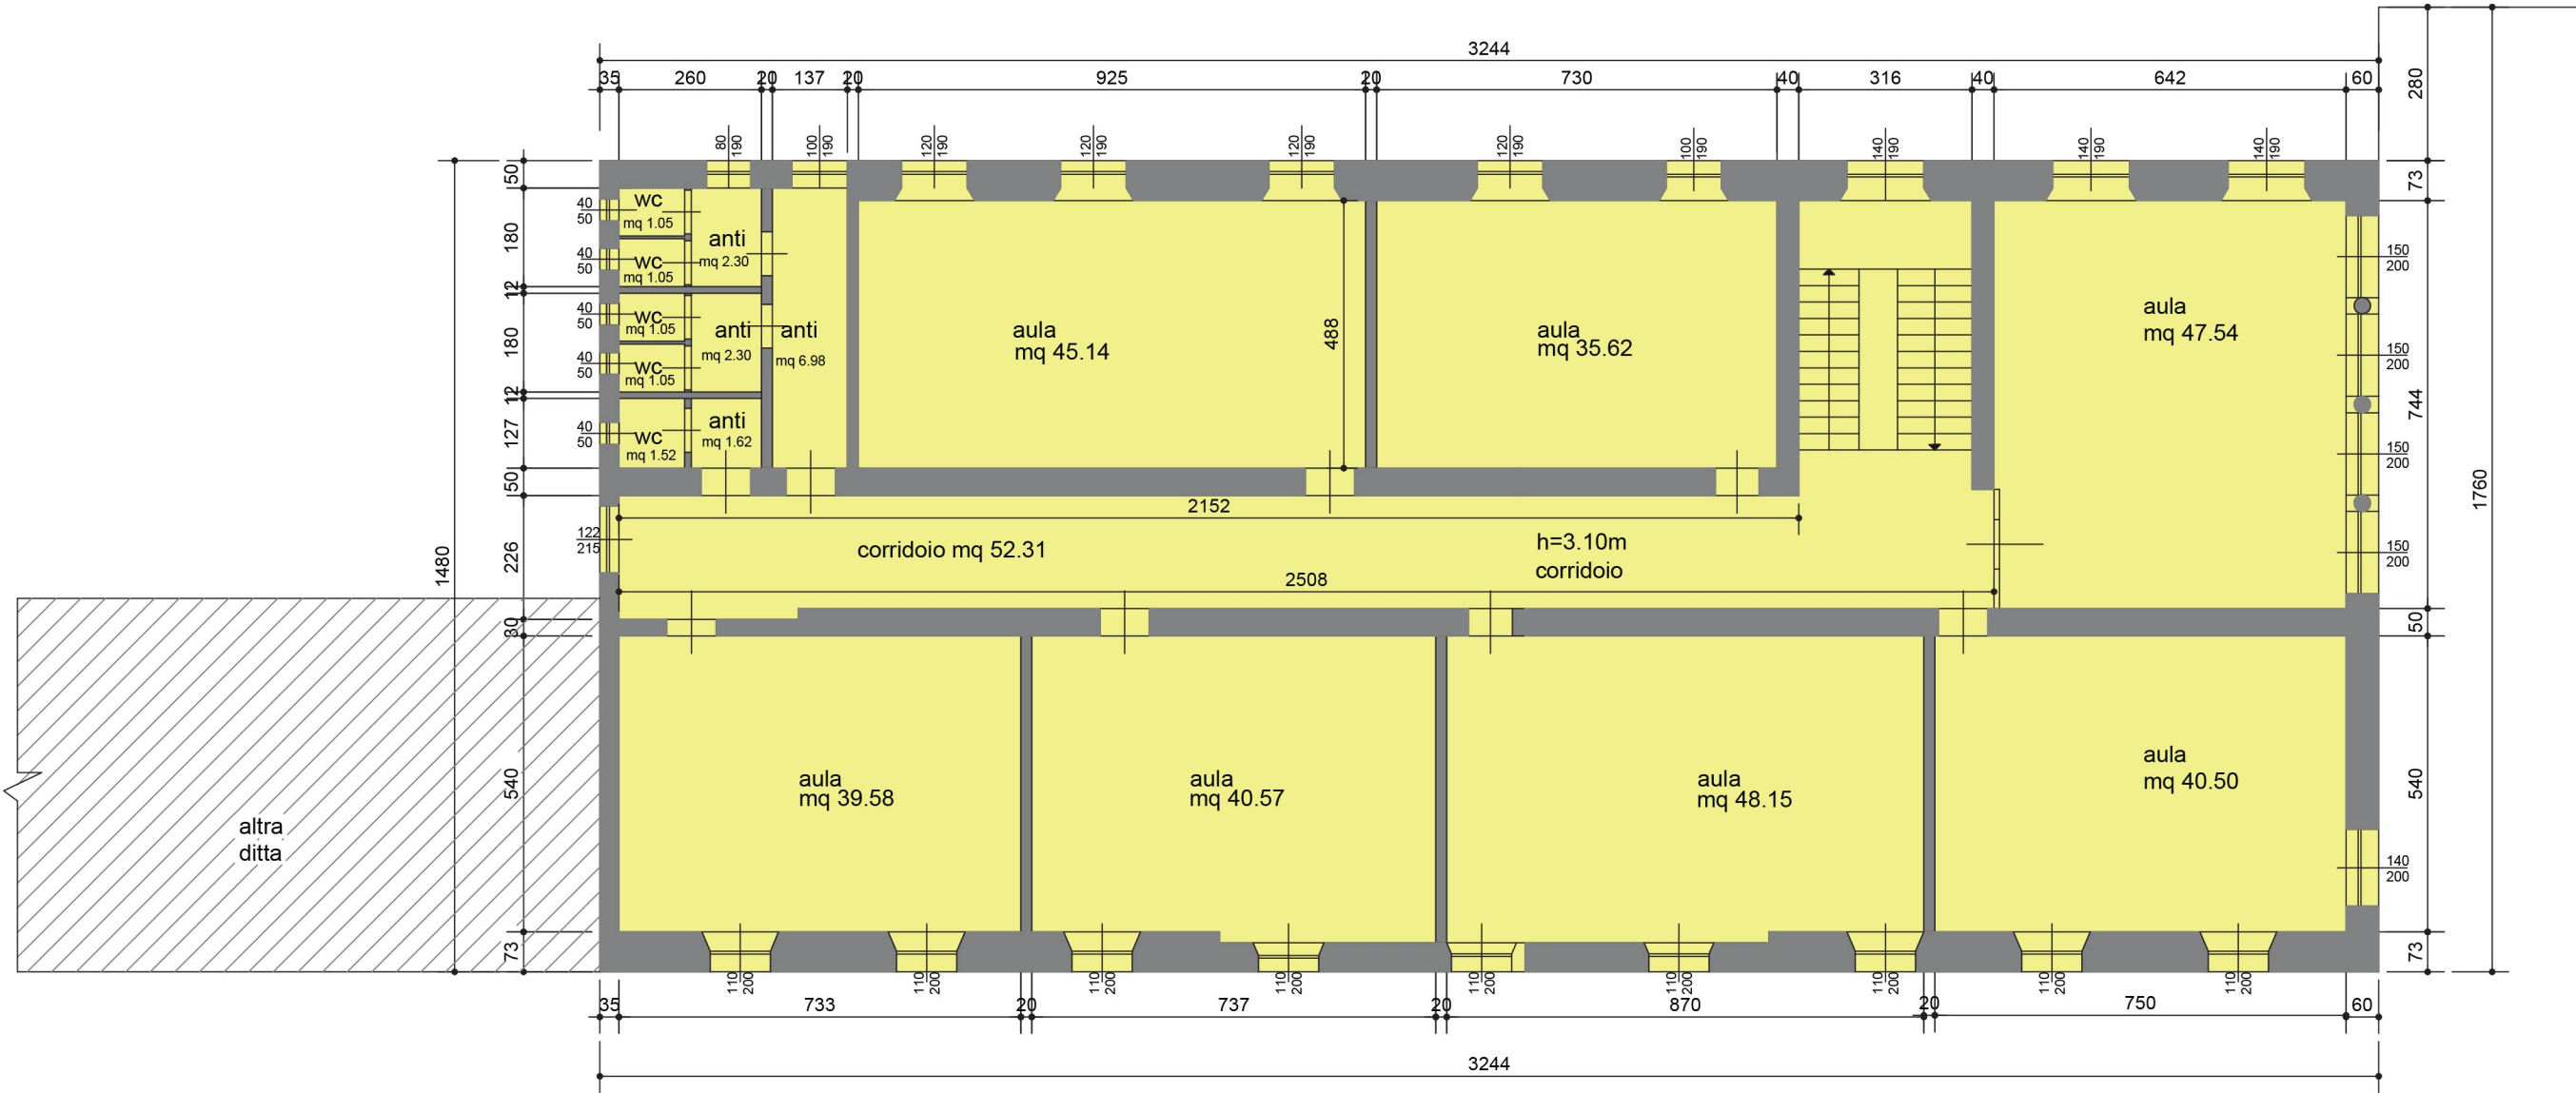 3244
35 260 20 137 20 925 20 730 40 316 40 642 60
280
80 190
100 190
120 190
120 190
120 190
120 190
100 190
140 190
140 190
140 190
50
73
40
50
WC
mq 1.05
anti
mq 2.30
180
40
50
WC
mq 1.05
150
200
12
40
50
WC
mq 1.05
anti
mq 2.30
anti
mq 6.98
aula
mq 45.14
488
aula
mq 35.62
aula
mq 47.54
180
40
50
WC
mq 1.05
150
200
12
744
127
40
50
WC
mq 1.52
anti
mq 1.62
150
200
50
2152
1760
122
215
226
1480
corridoio mq 52.31
h=3.10m
corridoio
150
200
2508
30
50
540
aula
mq 39.58
aula
mq 40.57
aula
mq 48.15
aula
mq 40.50
540
altra
ditta
140
200
73
73
110 200
110 200
110 200
110 200
110 200
110 200
110 200
110 200
110 200
35 733 20 737 20 870 20 750 60
3244